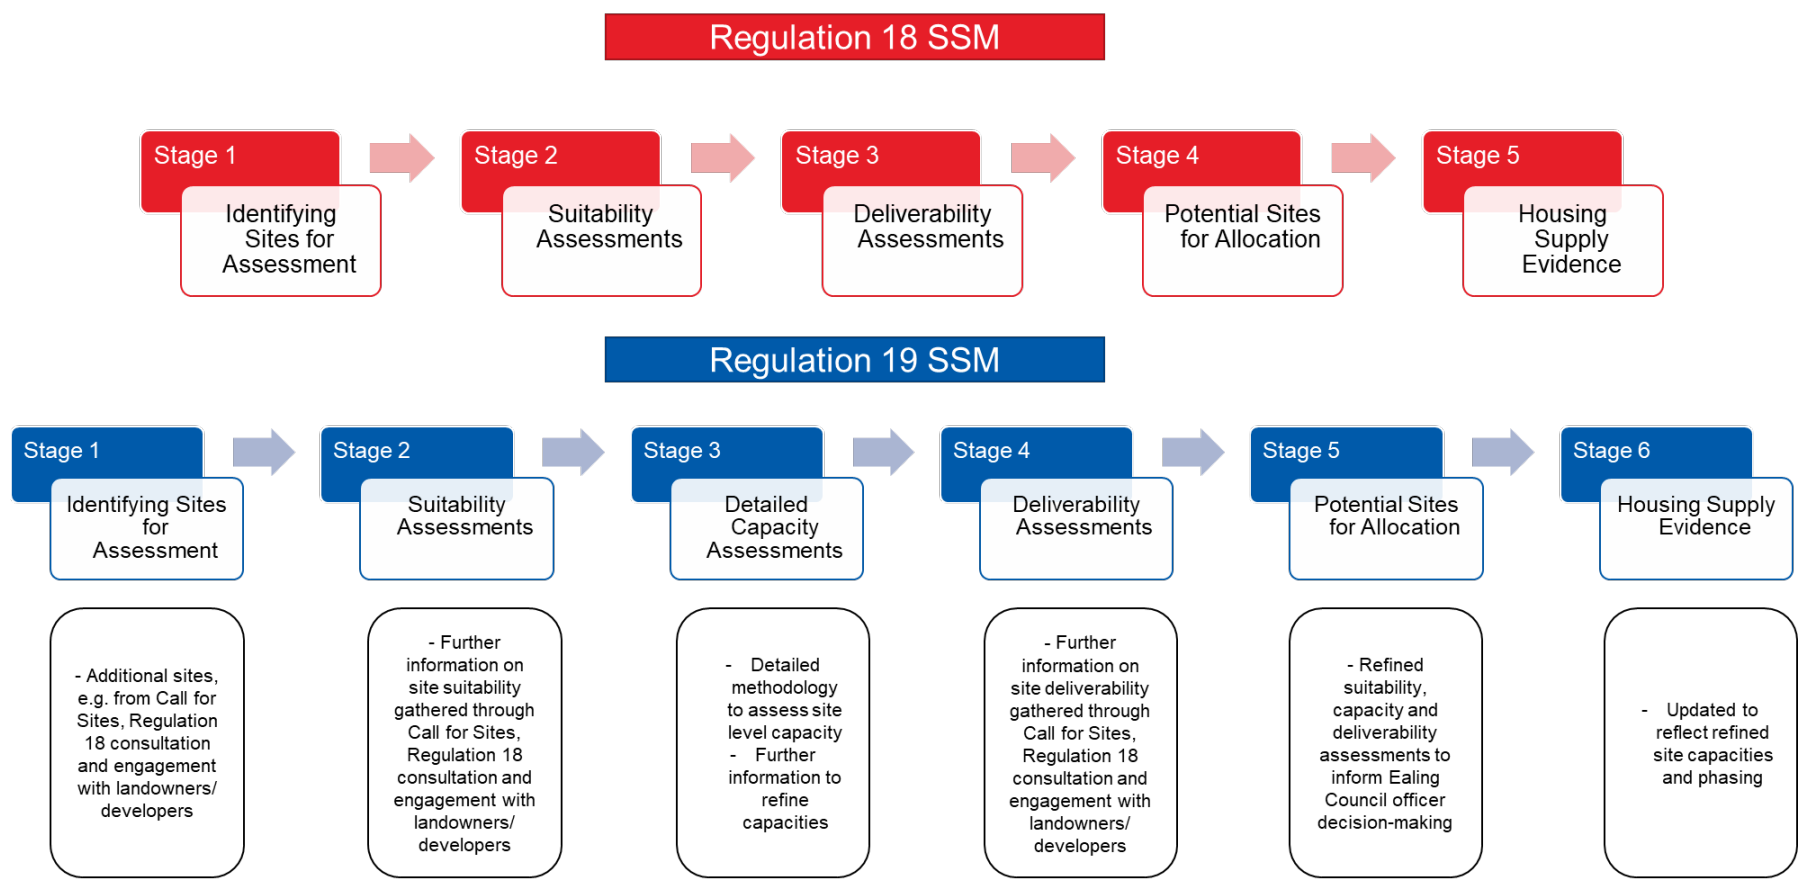 Regulation 18 SSM
Stage 1
Identifying
Sites for
Assessment
Stage 2
Suitability
Assessments
Stage 3
Deliverability
Assessments
Stage 4
Potential Sites
for Allocation
Stage 5
Housing
Supply
Evidence
Regulation 19 SSM
Stage 1
Identifying Sites
for
Assessment
Stage 2
Suitability
Assessments
Stage 3
Detailed
Capacity
Assessments
Stage 4
Deliverability
Assessments
Stage 5
Potential Sites
for Allocation
Stage 6
Housing Supply
Evidence
- Additional sites,
e.g. from Call for
Sites, Regulation
18 consultation
and engagement
with landowners/
developers
- Further
information on
site suitability
gathered through
Call for Sites,
Regulation 18
consultation and
engagement with
landowners/
developers
- Detailed
methodology
to assess site
level capacity
- Further
information to
refine
capacities
- Further
information on
site deliverability
gathered through
Call for Sites,
Regulation 18
consultation and
engagement with
landowners/
developers
- Refined
suitability,
capacity and
deliverability
assessments to
inform Ealing
Council officer
decision-making
- Updated to
reflect refined
site capacities
and phasing